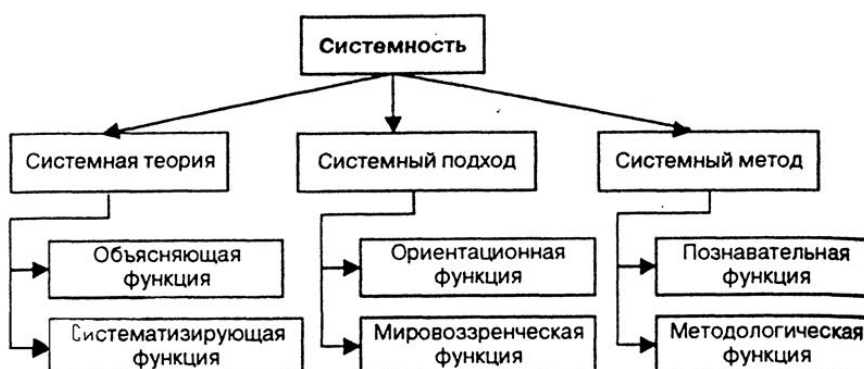 Системность
Системная теория
Системный подход
Системный метод
Объясняющая
функция
Ориентационная
функция
Познавательная
функция
Систематизирующая
функция
Мировоззренческая
функция
Методологическая
функция